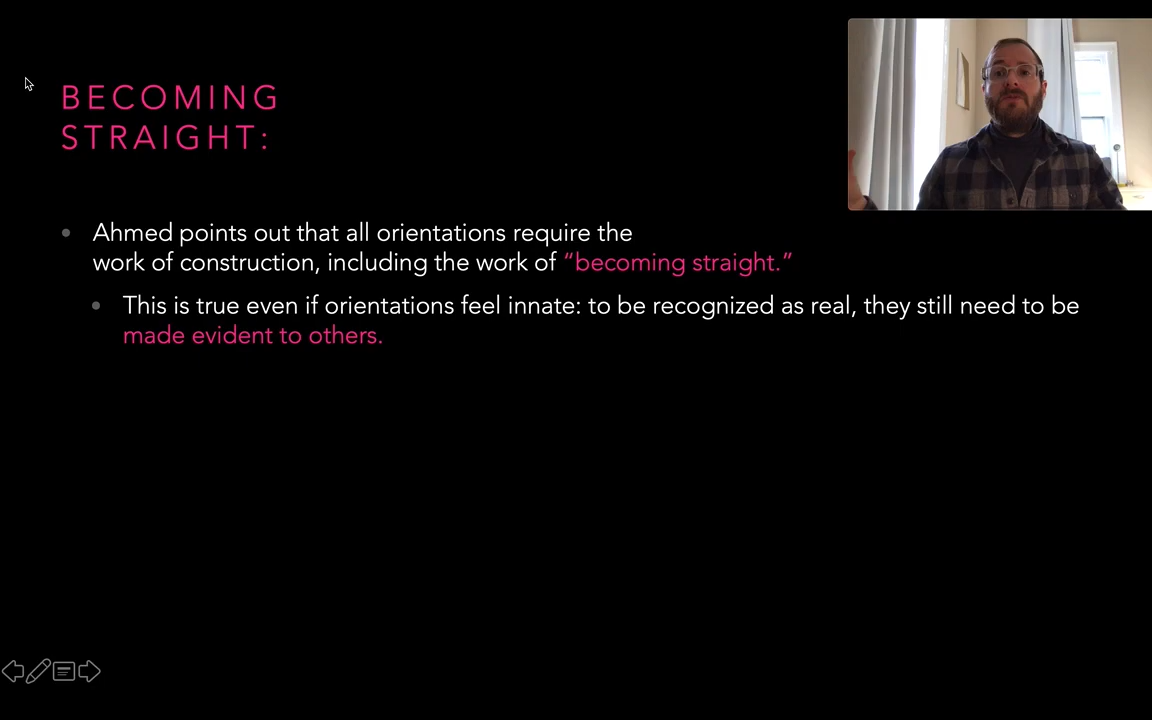 BECOMING
STRAIGHT:
Ahmed points out that all orientations require the
work of construction, including the work of “becoming straight.”
This is true even if orientations feel innate: to be recognized as real, they still need to be
made evident to others.